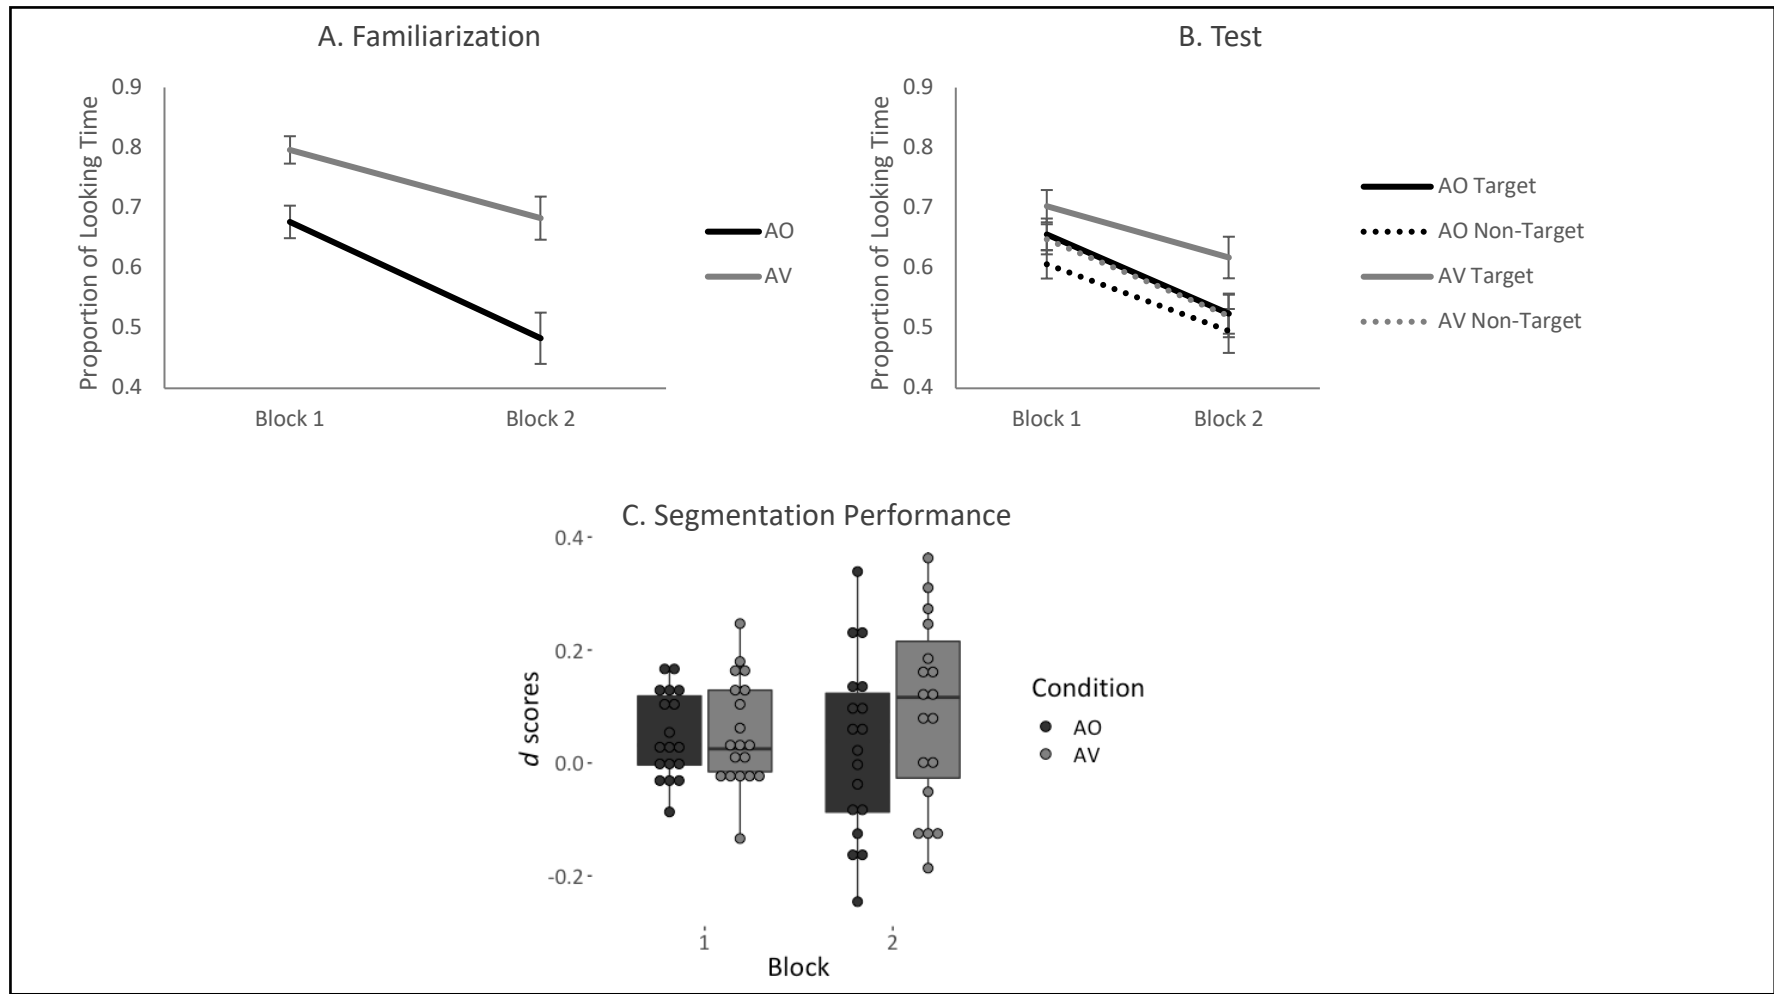 A. Familiarization
Proportion of Looking Time
0.9
0.8
0.7
0.6
0.5
0.4
Block 1
Block 2
AO
AV
B. Test
Proportion of Looking Time
0.9
0.8
0.7
0.6
0.5
0.4
Block 1
Block 2
AO Target
AO Non-Target
AV Target
AV Non-Target
C. Segmentation Performance
d scores
0.4
0.2
0.0
-0.2
1
2
Block
Condition
AO
AV